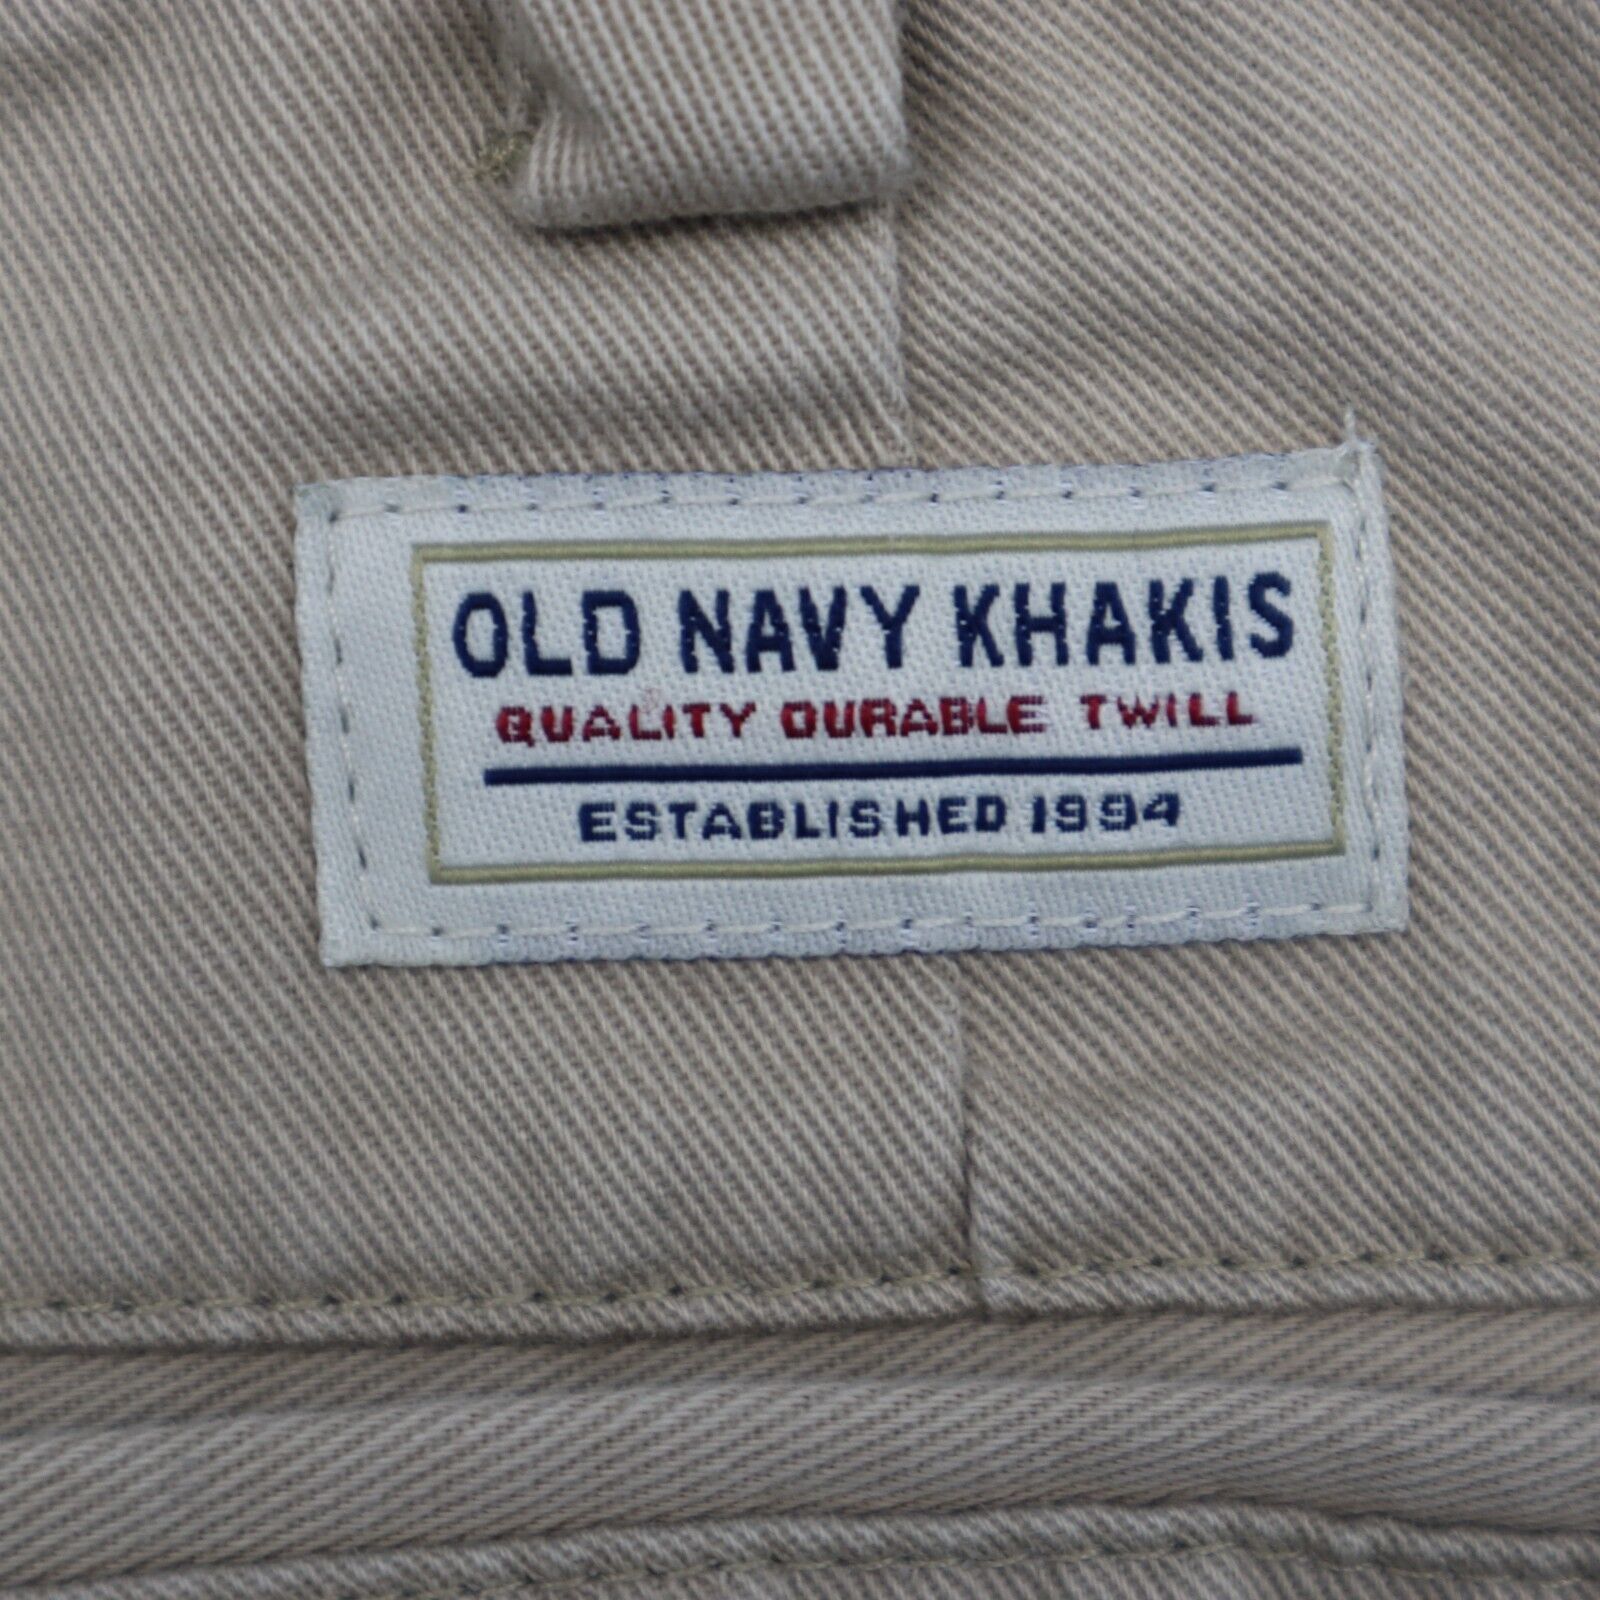 OLD NAVY KHAKIS
QUALITY DURABLE TWILL
ESTABLISHED 1994